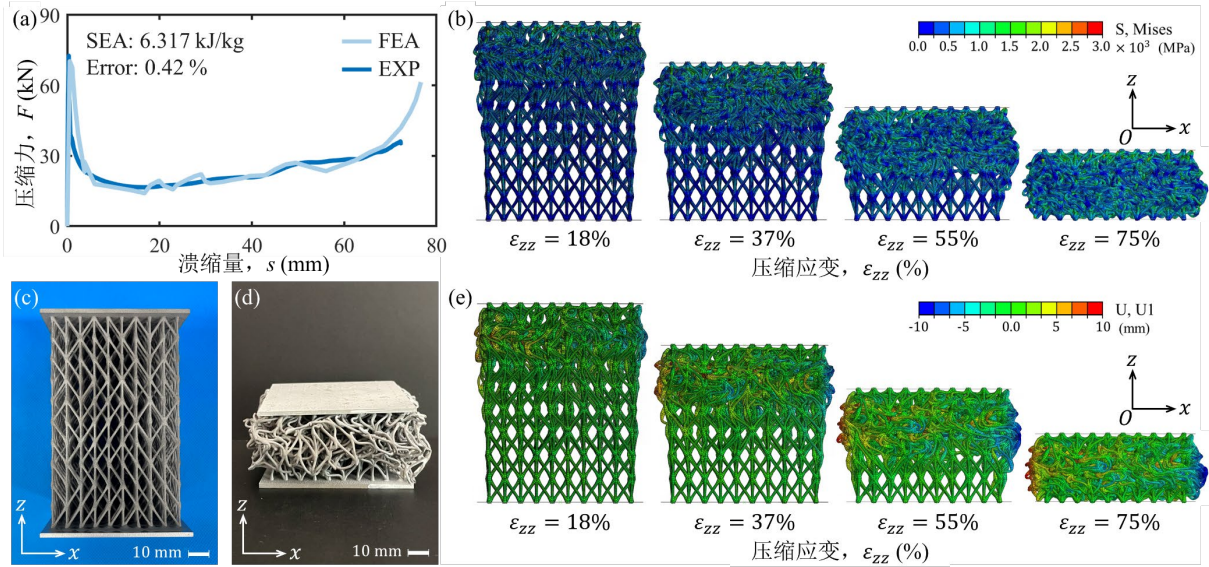 (a)
90
60
30
0
压缩力，F (kN)
SEA: 6.317 kJ/kg
Error: 0.42 %
FEA
EXP
0 20 40 60 80
溃缩量，s (mm)
(b)
S, Mises
0.0 1.0 1.5 2.0 2.5 3.0
× 10³ (MPa)
z
O x
ε_zz = 18% ε_zz = 37% ε_zz = 55% ε_zz = 75%
压缩应变，ε_zz (%)
(c)
z
x
10 mm
(d)
z
x
10 mm
(e)
U, U1
-10 -5 0.0 5 10
(mm)
z
O x
ε_zz = 18% ε_zz = 37% ε_zz = 55% ε_zz = 75%
压缩应变，ε_zz (%)